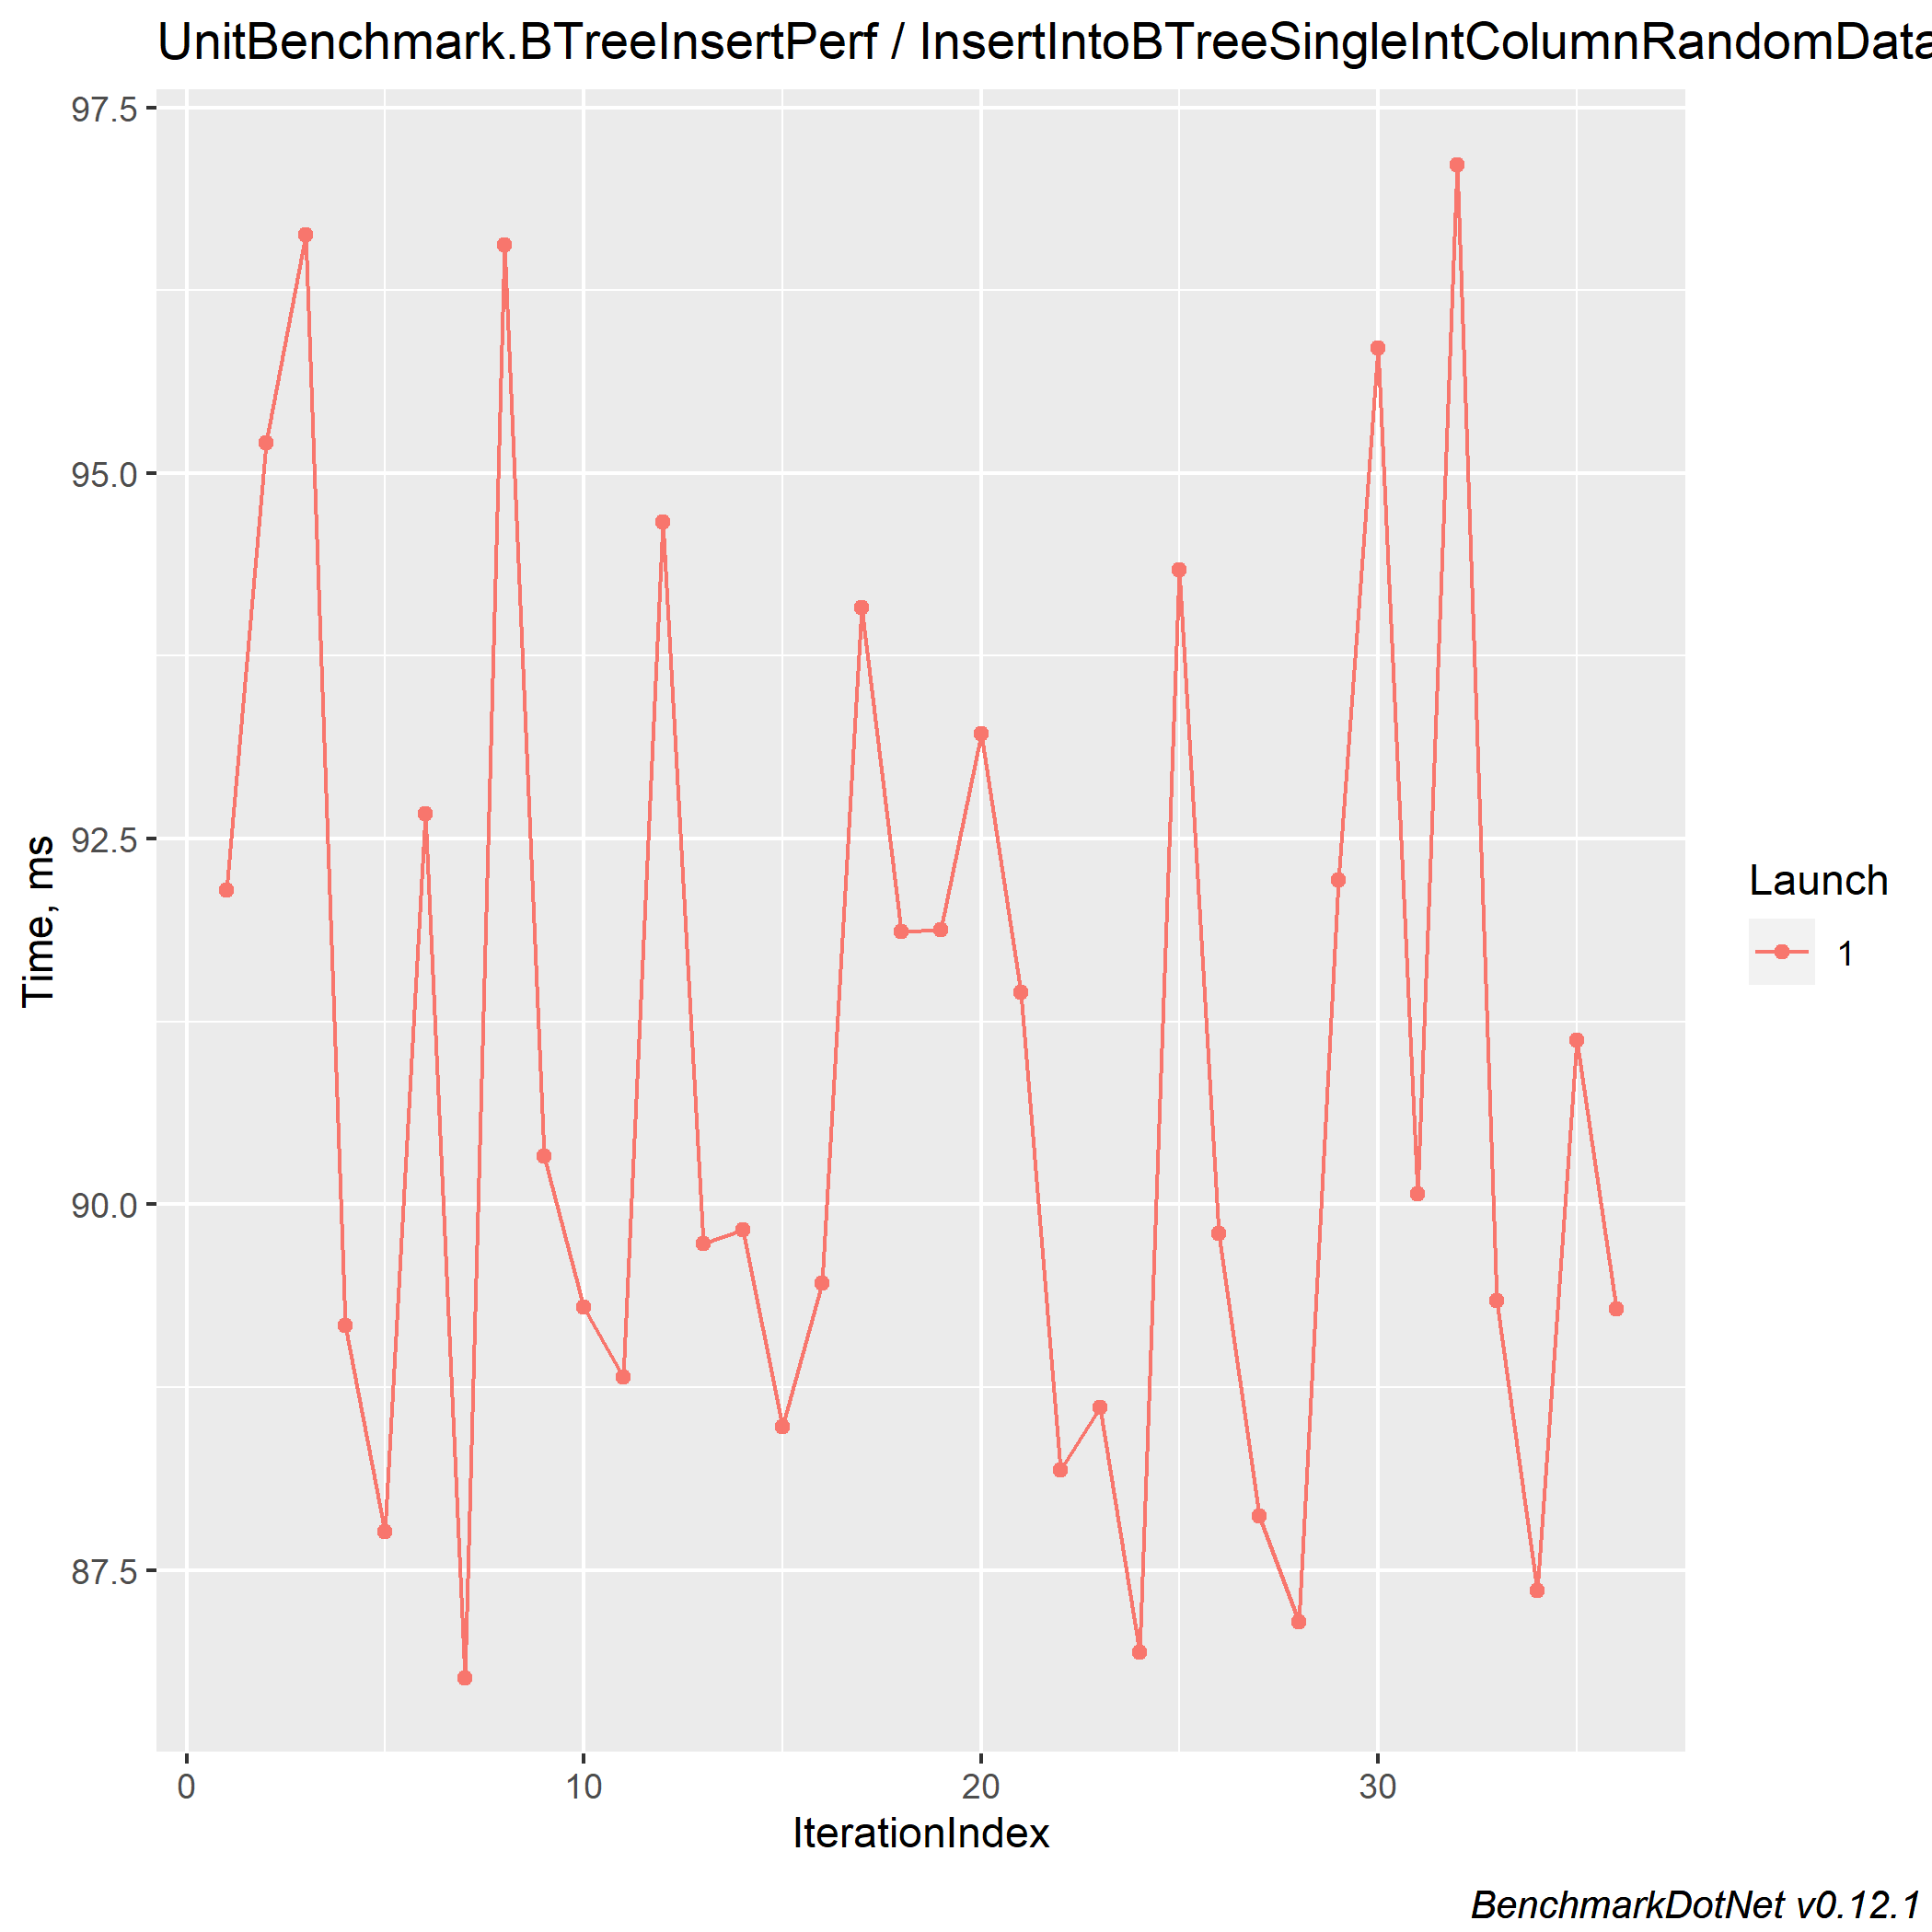 UnitBenchmark.BTreeInsertPerf / InsertIntoBTreeSingleIntColumnRandomData
97.5
95.0
92.5
90.0
87.5
Time, ms
Launch
1
0 10 20 30
IterationIndex
BenchmarkDotNet v0.12.1